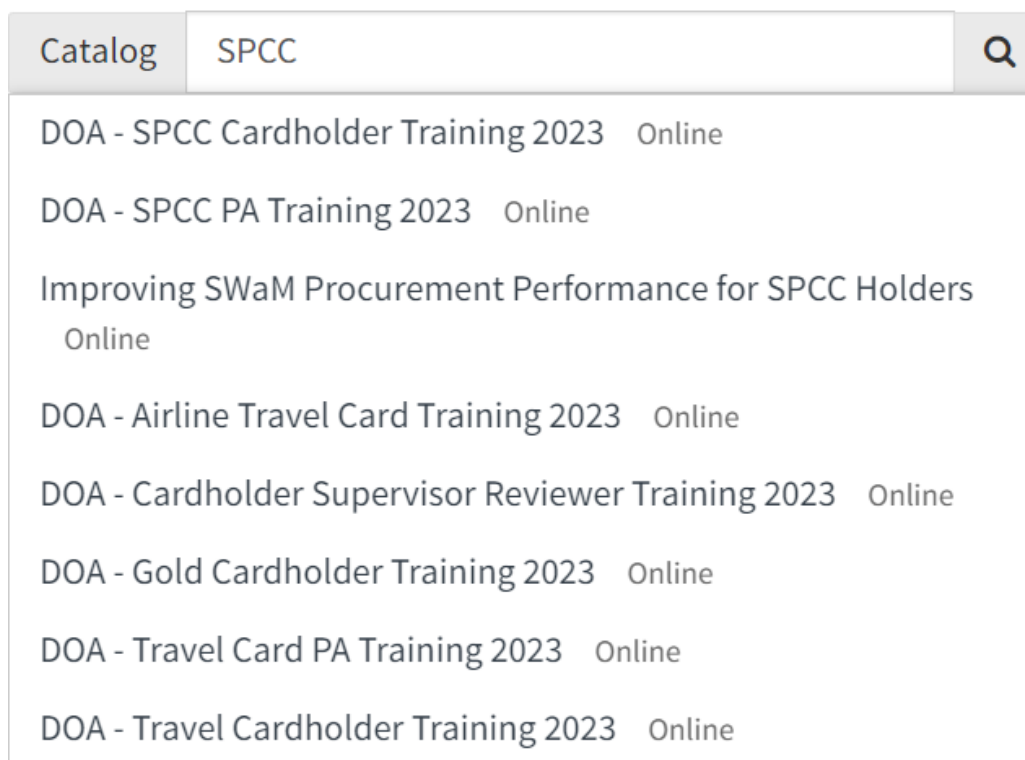 Catalog SPCC
DOA - SPCC Cardholder Training 2023 Online
DOA - SPCC PA Training 2023 Online
Improving SWaM Procurement Performance for SPCC Holders
Online
DOA - Airline Travel Card Training 2023 Online
DOA - Cardholder Supervisor Reviewer Training 2023 Online
DOA - Gold Cardholder Training 2023 Online
DOA - Travel Card PA Training 2023 Online
DOA - Travel Cardholder Training 2023 Online